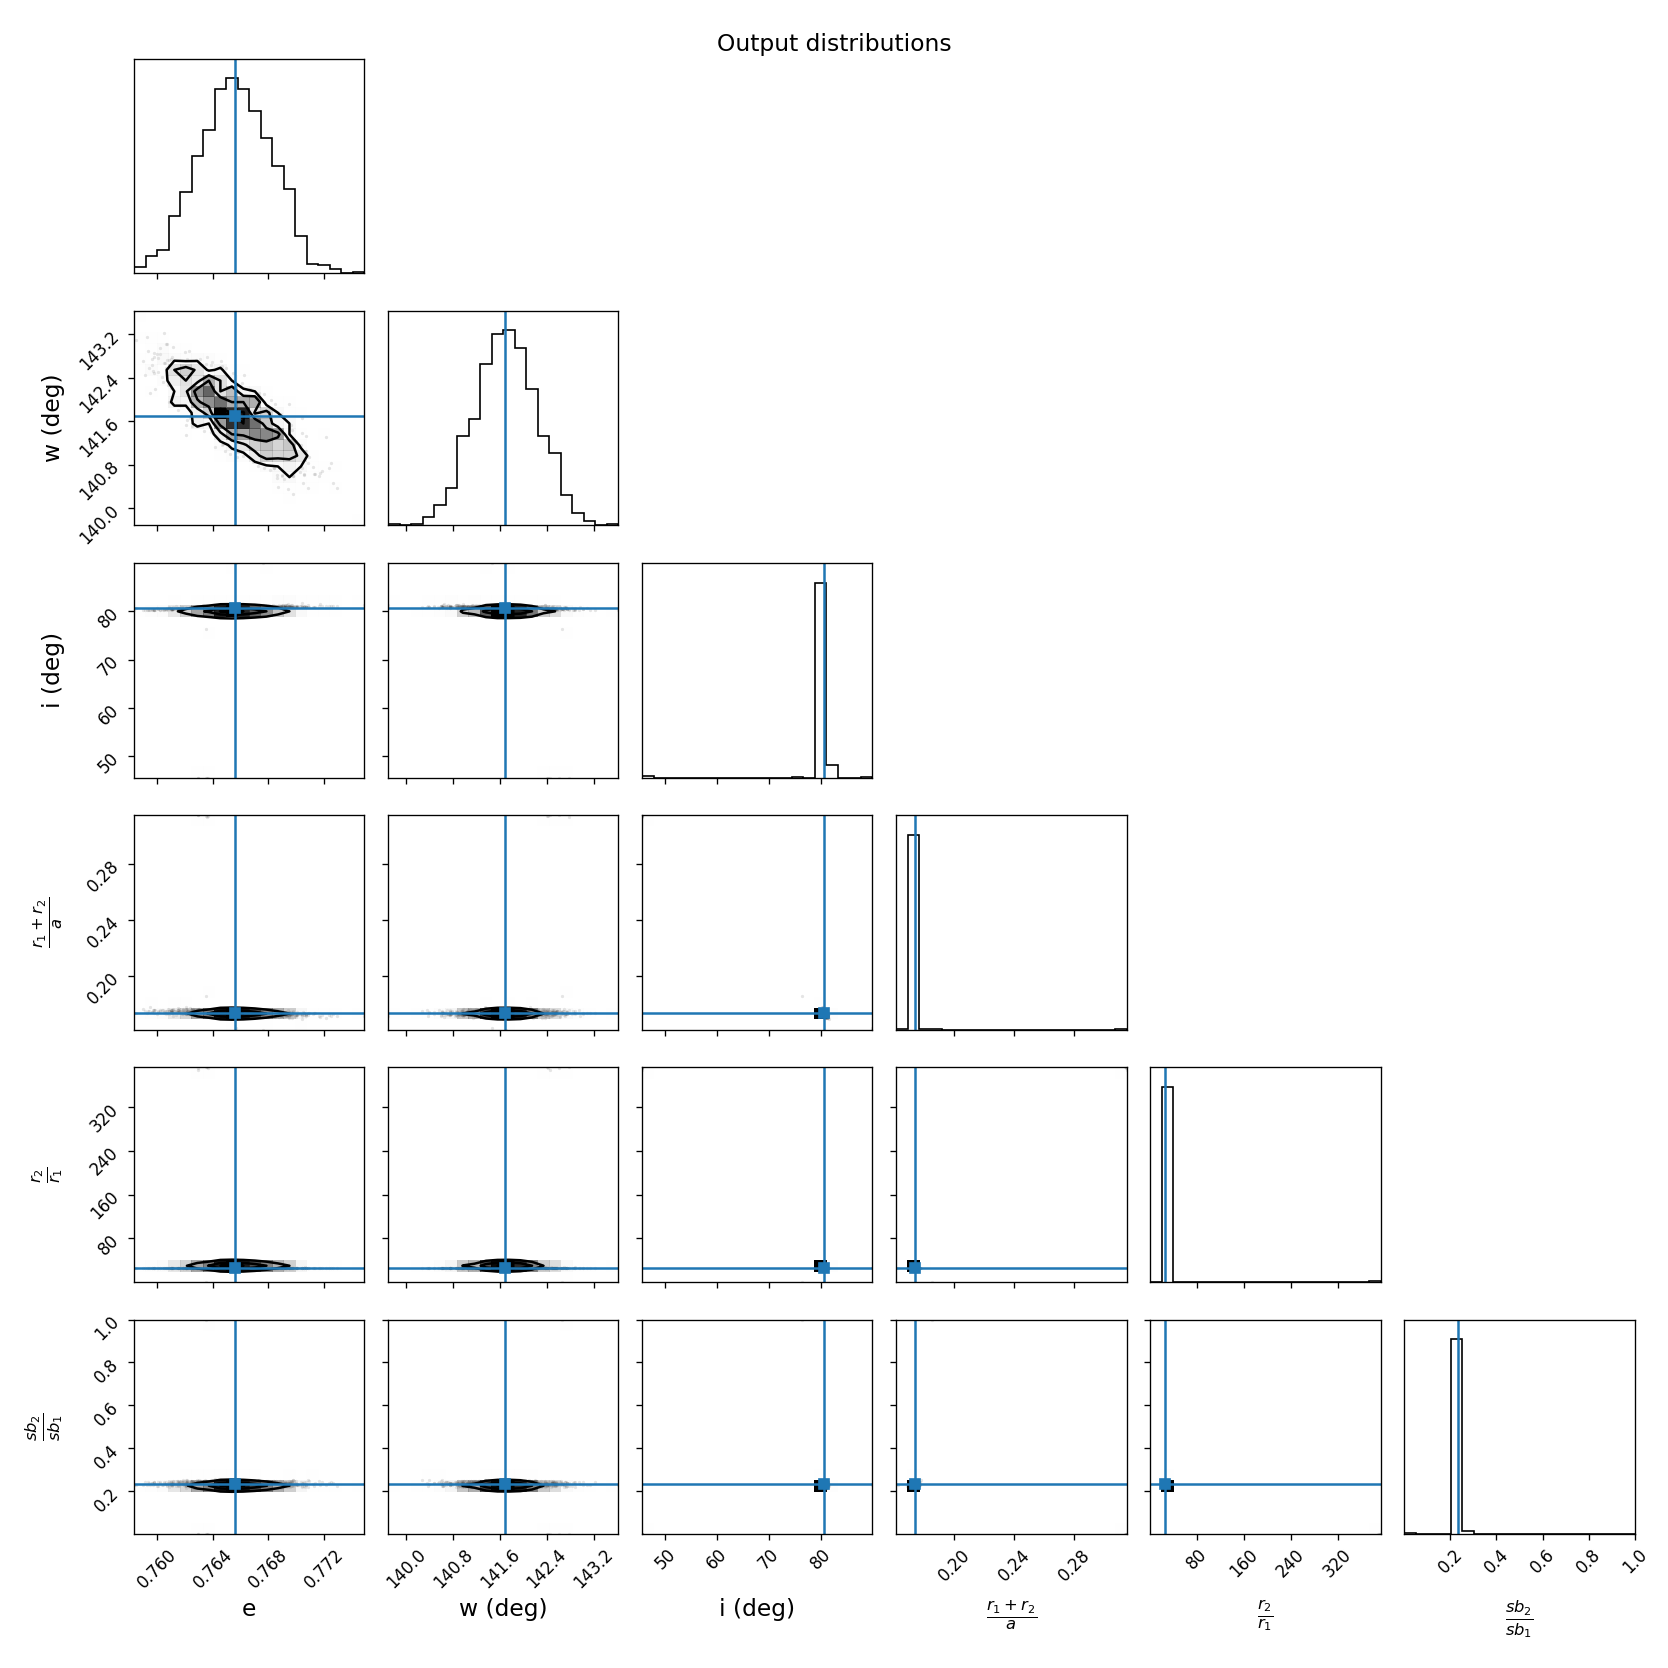 Output distributions
143.2
142.4
141.6
140.8
140.0
w (deg)
80
70
60
50
i (deg)
0.28
0.24
0.20
r₁ + r₂
a
320
240
160
80
r₂
r₁
1.0
0.8
0.6
0.4
0.2
sb₂
sb₁
0.760 0.764 0.768 0.772
e
140.0 140.8 141.6 142.4 143.2
w (deg)
50 60 70 80
i (deg)
0.20 0.24 0.28
r₁ + r₂
a
80 160 240 320
r₂
r₁
0.2 0.4 0.6 0.8 1.0
sb₂
sb₁